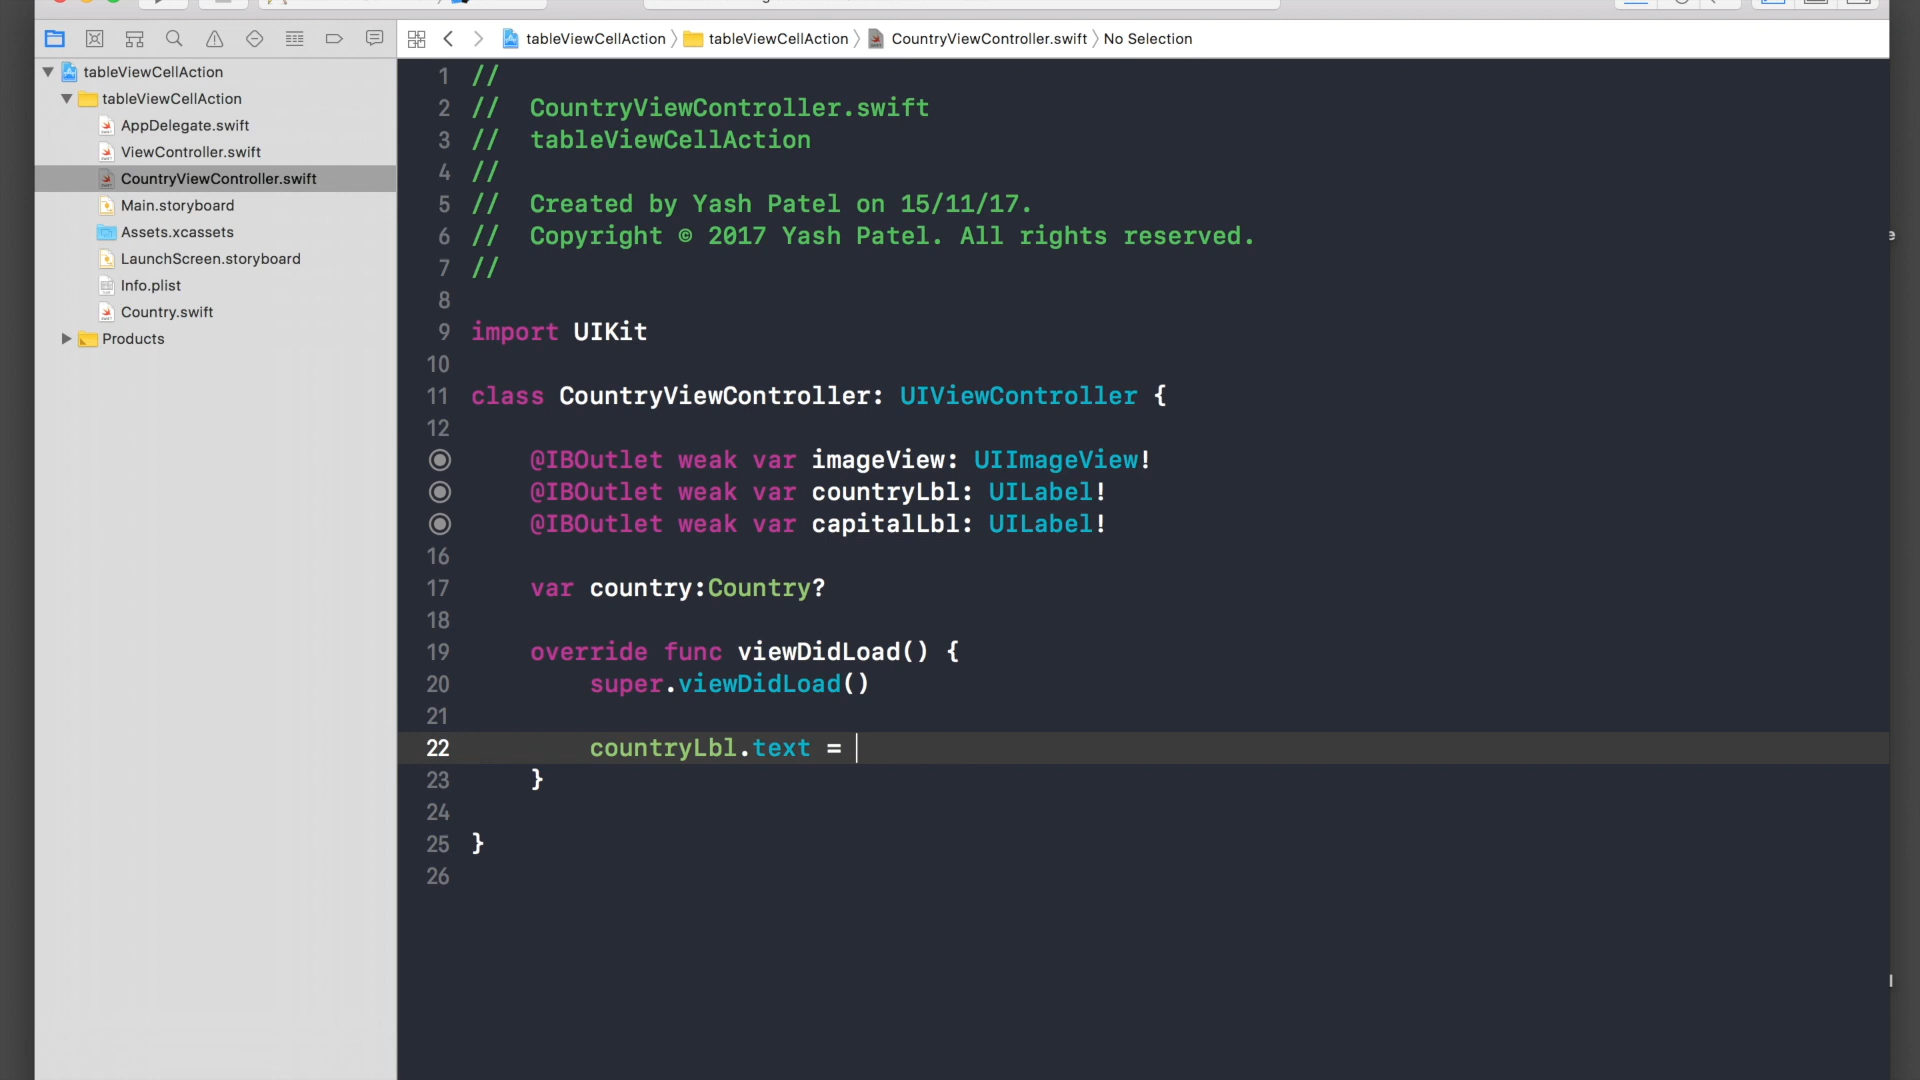 tableViewCellAction
tableViewCellAction
CountryViewController.swift
No Selection
tableViewCellAction
tableViewCellAction
AppDelegate.swift
ViewController.swift
CountryViewController.swift
Main.storyboard
Assets.xcassets
LaunchScreen.storyboard
Info.plist
Country.swift
Products
1 //
2 //  CountryViewController.swift
3 //  tableViewCellAction
4 //
5 //  Created by Yash Patel on 15/11/17.
6 //  Copyright © 2017 Yash Patel. All rights reserved.
7 //
8
9 import UIKit
10
11 class CountryViewController: UIViewController {
12
@IBOutlet weak var imageView: UIImageView!
@IBOutlet weak var countryLbl: UILabel!
@IBOutlet weak var capitalLbl: UILabel!
16
17 var country:Country?
18
19 override func viewDidLoad() {
20 super.viewDidLoad()
21
22 countryLbl.text =
23 }
24
25 }
26